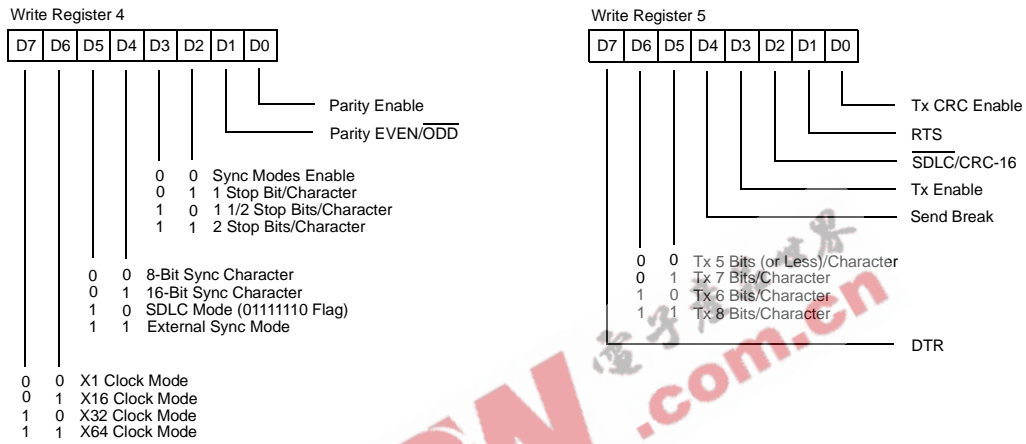 Write Register 4
D7 D6 D5 D4 D3 D2 D1 D0
Parity Enable
Parity EVEN/ODD
0 0 Sync Modes Enable
0 1 1 Stop Bit/Character
1 0 1 1/2 Stop Bits/Character
1 1 2 Stop Bits/Character
0 0 8-Bit Sync Character
0 1 16-Bit Sync Character
1 0 SDLC Mode (01111110 Flag)
1 1 External Sync Mode
0 0 X1 Clock Mode
0 1 X16 Clock Mode
1 0 X32 Clock Mode
1 1 X64 Clock Mode
Write Register 5
D7 D6 D5 D4 D3 D2 D1 D0
Tx CRC Enable
RTS
SDLC/CRC-16
Tx Enable
Send Break
0 0 Tx 5 Bits (or Less)/Character
0 1 Tx 7 Bits/Character
1 0 Tx 6 Bits/Character
1 1 Tx 8 Bits/Character
DTR
.com.cn